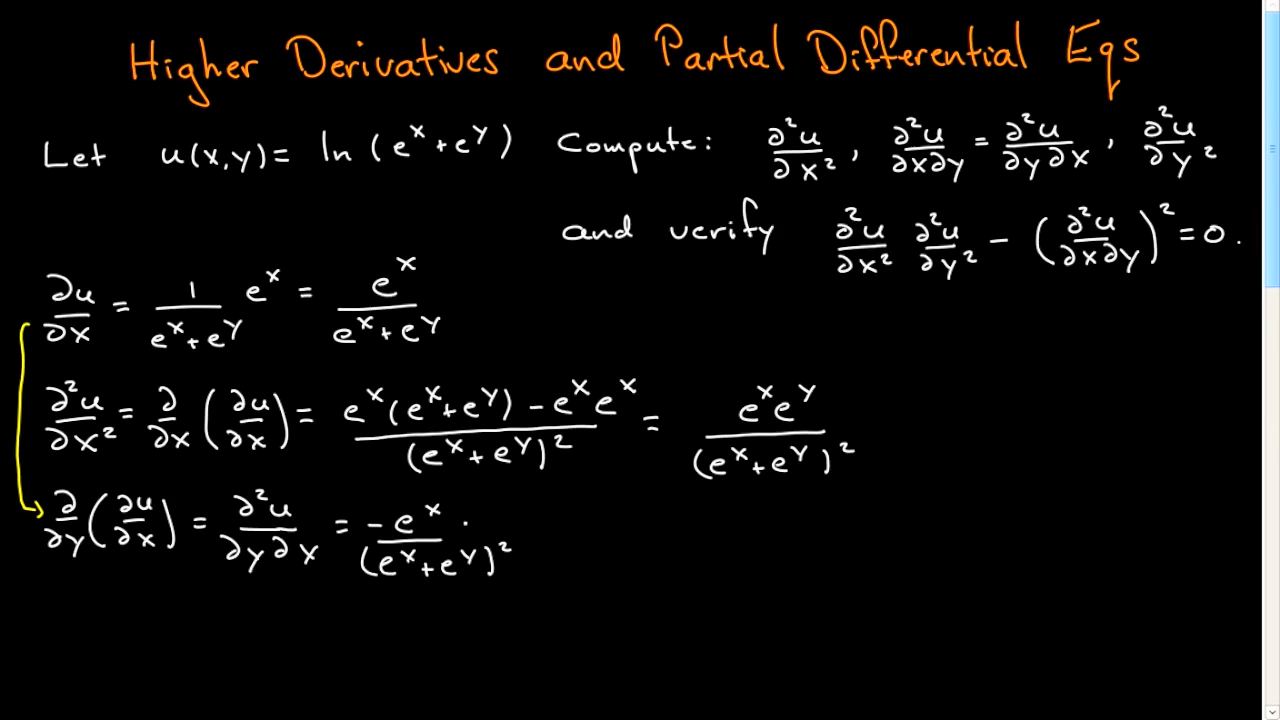 Higher Derivatives and Partial Differential Eqs
Let u(x,y) = ln(e^x + e^y) Compute: ∂²u/∂x², ∂²u/∂x∂y = ∂²u/∂y∂x, ∂²u/∂y²
and verify ∂²u/∂x² ∂²u/∂y² − (∂²u/∂x∂y)² = 0.
∂u/∂x = 1/(e^x + e^y) e^x = e^x/(e^x + e^y)
∂²u/∂x² = ∂/∂x (∂u/∂x) = (e^x(e^x + e^y) − e^x e^x)/(e^x + e^y)² = e^x e^y/(e^x + e^y)²
∂/∂y (∂u/∂x) = ∂²u/∂y∂x = −e^x ·/(e^x + e^y)²